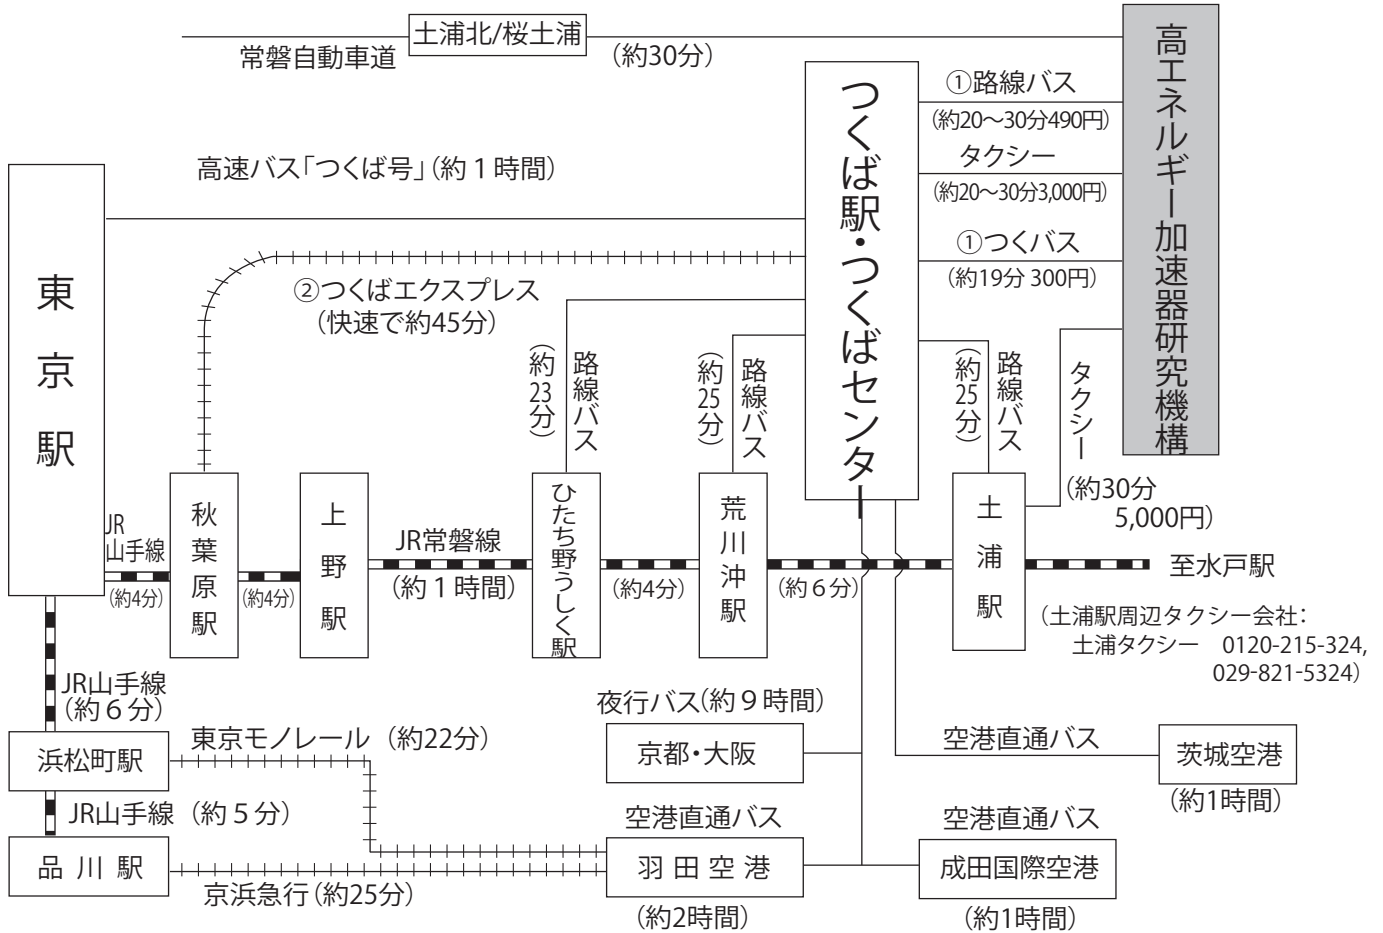 土浦北/桜土浦
常磐自動車道
(約30分)
高エネルギー加速器研究機構
つくば駅・つくばセンター
①路線バス
(約20〜30分490円)
タクシー
(約20〜30分3,000円)
①つくバス
(約19分 300円)
高速バス「つくば号」(約1時間)
東京駅
②つくばエクスプレス
(快速で約45分)
路線バス
(約23分)
路線バス
(約25分)
路線バス
(約25分)
タクシー
(約30分
5,000円)
JR
山手線
(約4分)
秋葉原駅
(約4分)
上野駅
JR常磐線
(約1時間)
ひたち野うしく駅
(約4分)
荒川沖駅
(約6分)
土浦駅
至水戸駅
(土浦駅周辺タクシー会社:
土浦タクシー 0120-215-324,
029-821-5324)
JR山手線
(約6分)
浜松町駅
東京モノレール (約22分)
JR山手線 (約5分)
品川駅
京浜急行(約25分)
夜行バス(約9時間)
京都・大阪
空港直通バス
茨城空港
(約1時間)
空港直通バス
羽田空港
(約2時間)
空港直通バス
成田国際空港
(約1時間)